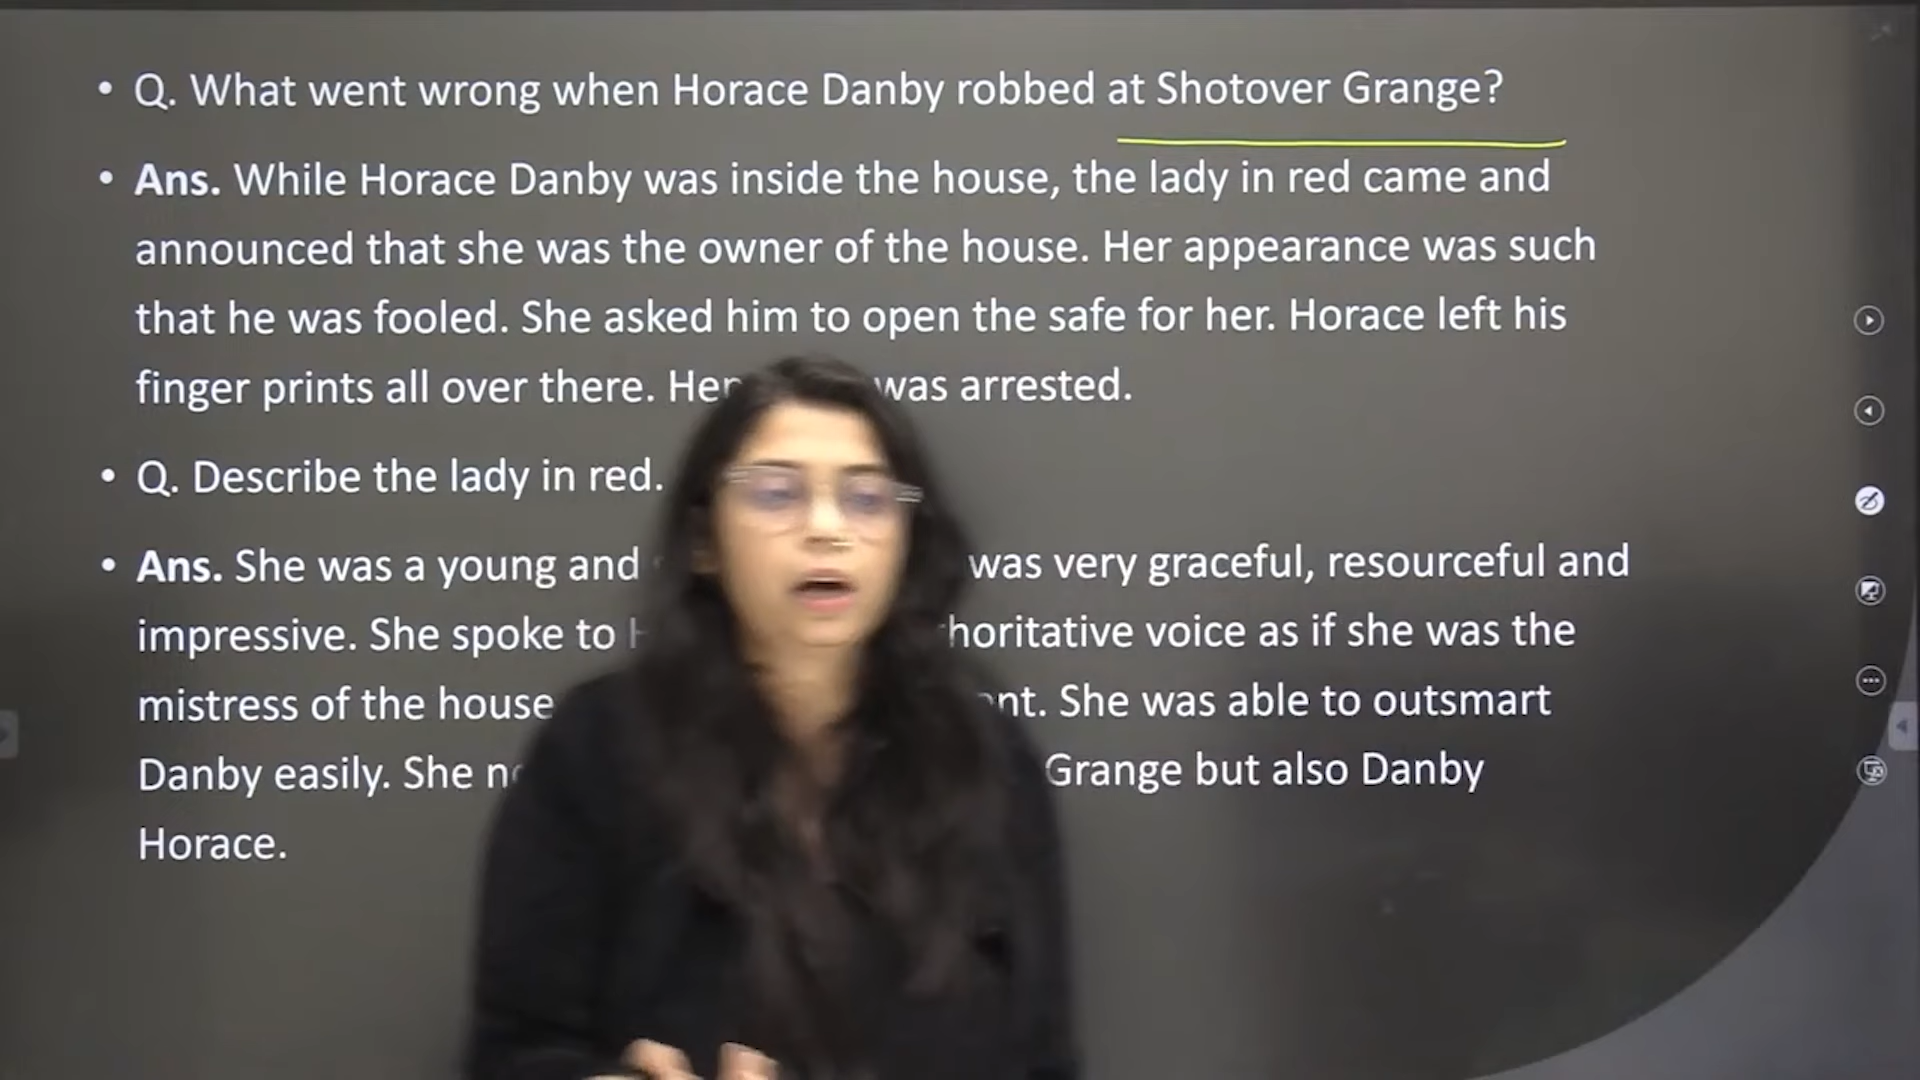 • Q. What went wrong when Horace Danby robbed at Shotover Grange?
• Ans. While Horace Danby was inside the house, the lady in red came and
announced that she was the owner of the house. Her appearance was such
that he was fooled. She asked him to open the safe for her. Horace left his
finger prints all over there. was arrested.
• Q. Describe the lady in red.
• Ans. She was a young and was very graceful, resourceful and
impressive. She spoke to voice as if she was the
mistress of the house She was able to outsmart
Danby easily. She Grange but also Danby
Horace.